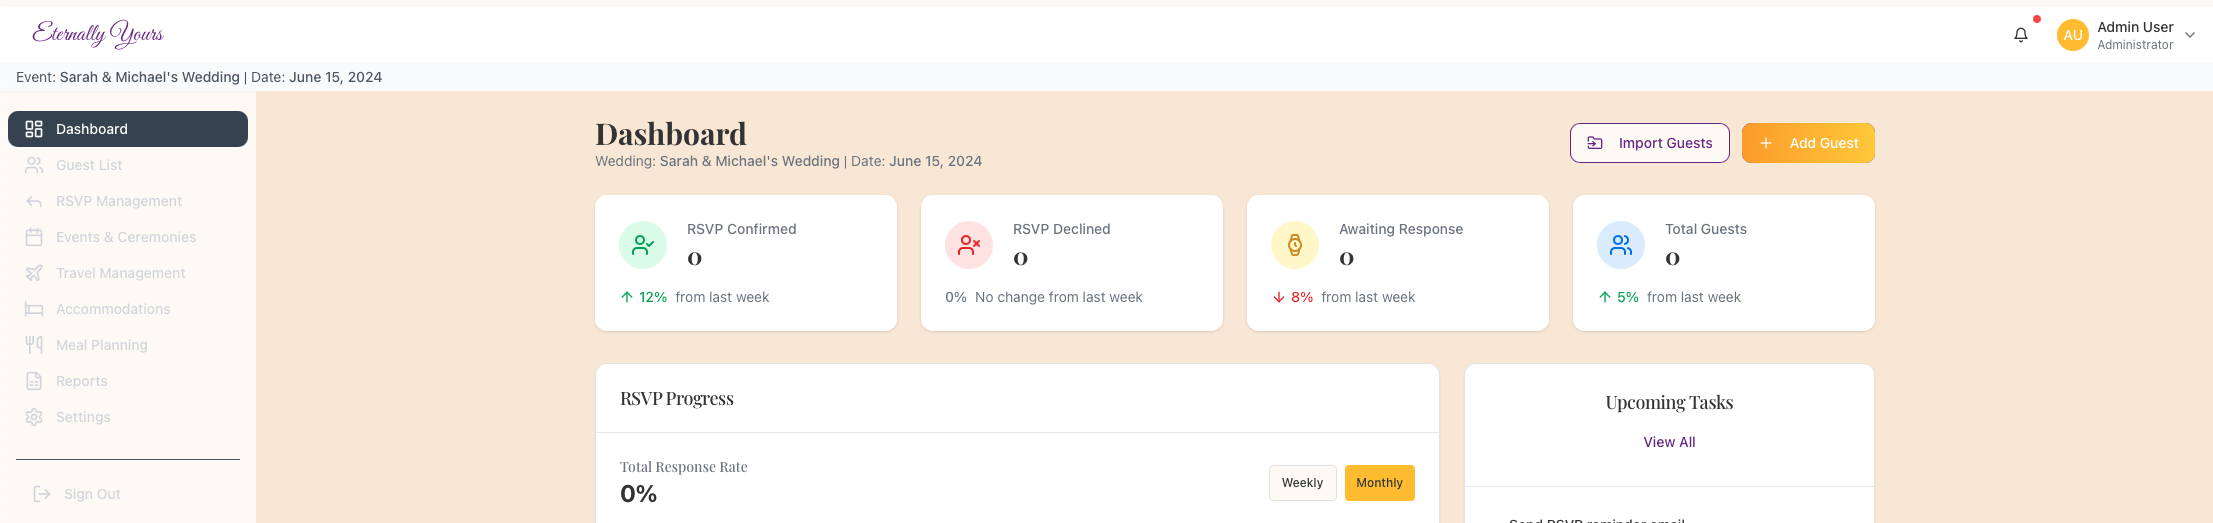 Eternally Yours
AU
Admin User
Administrator
Event: Sarah & Michael's Wedding | Date: June 15, 2024
Dashboard
Guest List
RSVP Management
Events & Ceremonies
Travel Management
Accommodations
Meal Planning
Reports
Settings
Sign Out
Dashboard
Wedding: Sarah & Michael's Wedding | Date: June 15, 2024
Import Guests
Add Guest
RSVP Confirmed
0
12% from last week
RSVP Declined
0
0% No change from last week
Awaiting Response
0
8% from last week
Total Guests
0
5% from last week
RSVP Progress
Total Response Rate
0%
Weekly
Monthly
Upcoming Tasks
View All
Send RSVP reminder email